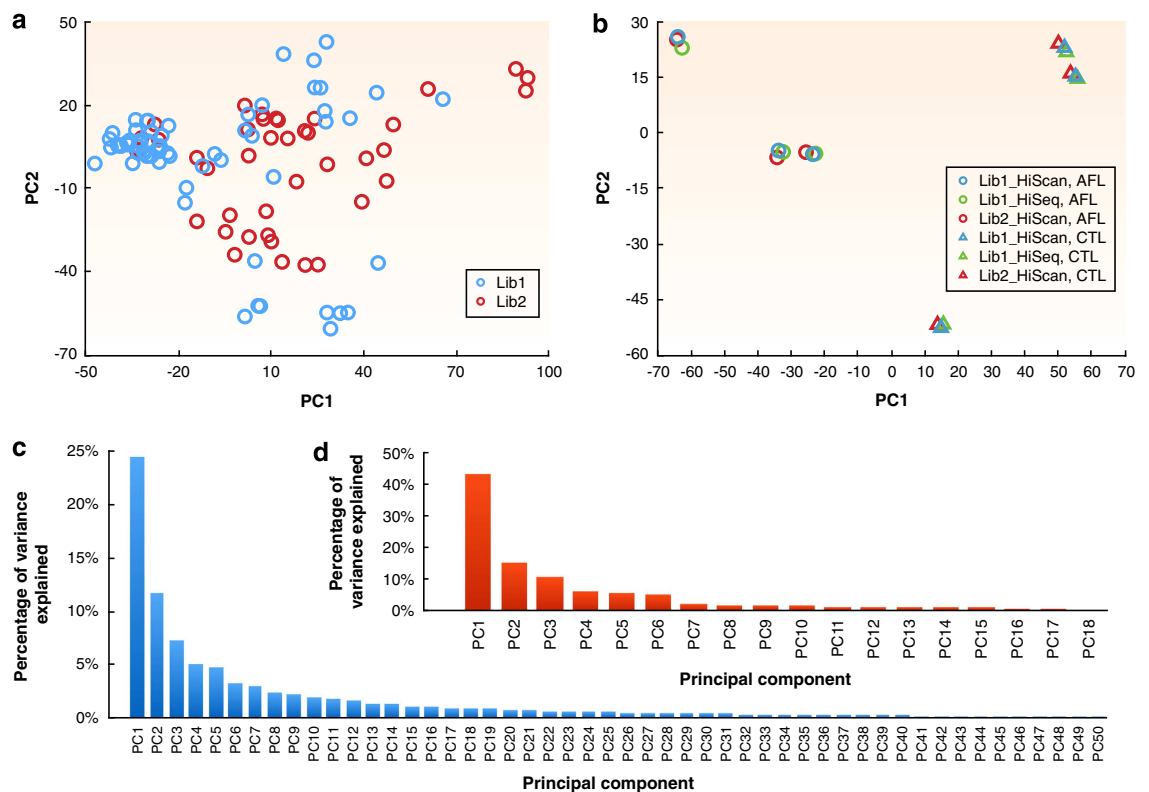 a
50
20
-10
-40
-70
PC2
-50
-20
10
40
70
100
PC1
Lib1
Lib2
b
30
15
0
-15
-30
-45
-60
PC2
-70 -60 -50 -40 -30 -20 -10 0 10 20 30 40 50 60 70
PC1
Lib1_HiScan, AFL
Lib1_HiSeq, AFL
Lib2_HiScan, AFL
Lib1_HiScan, CTL
Lib1_HiSeq, CTL
Lib2_HiScan, CTL
c
25%
20%
15%
10%
5%
0%
Percentage of variance
explained
PC1 PC2 PC3 PC4 PC5 PC6 PC7 PC8 PC9 PC10 PC11 PC12 PC13 PC14 PC15 PC16 PC17 PC18 PC19 PC20 PC21 PC22 PC23 PC24 PC25 PC26 PC27 PC28 PC29 PC30 PC31 PC32 PC33 PC34 PC35 PC36 PC37 PC38 PC39 PC40 PC41 PC42 PC43 PC44 PC45 PC46 PC47 PC48 PC49 PC50
Principal component
d
50%
40%
30%
20%
10%
0%
Percentage of
variance explained
PC1 PC2 PC3 PC4 PC5 PC6 PC7 PC8 PC9 PC10 PC11 PC12 PC13 PC14 PC15 PC16 PC17 PC18
Principal component